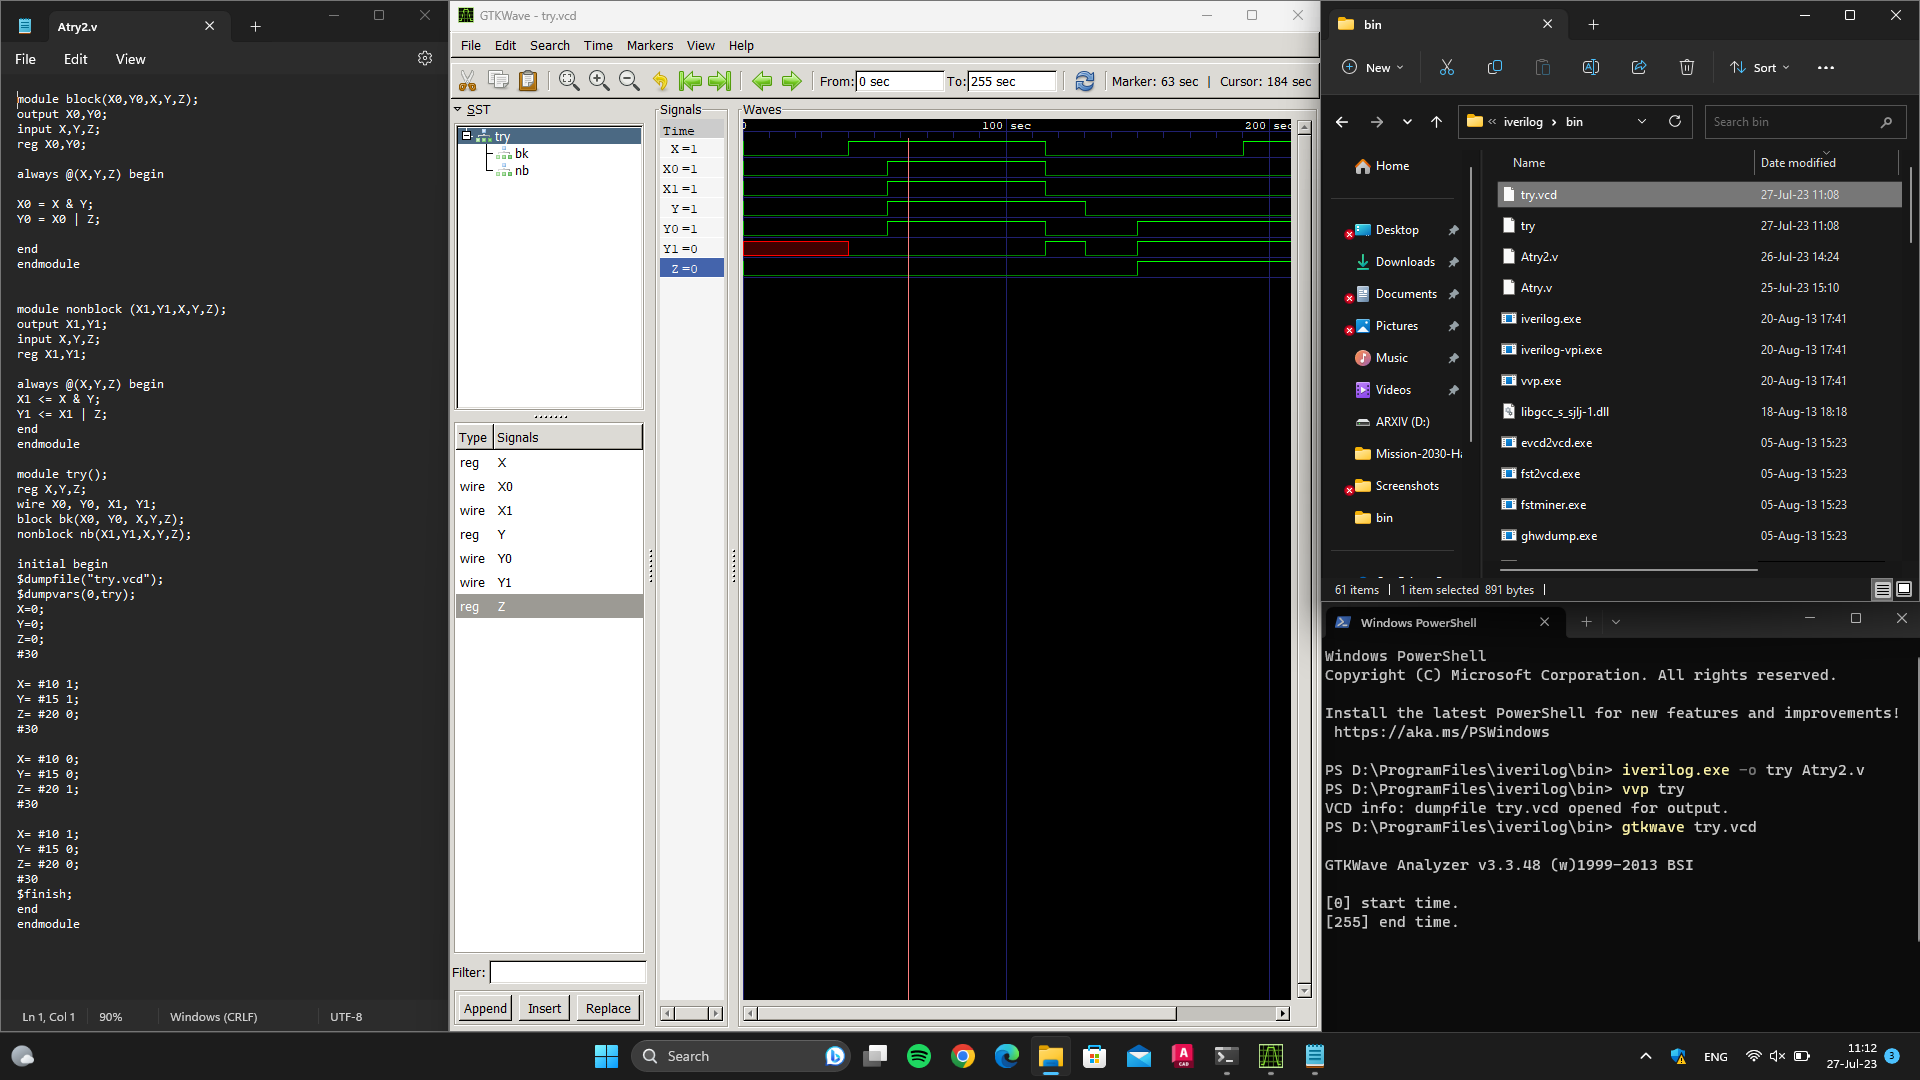 Atry2.v
File Edit View
module block(X0,Y0,X,Y,Z);
output X0,Y0;
input X,Y,Z;
reg X0,Y0;
always @(X,Y,Z) begin
X0 = X & Y;
Y0 = X0 | Z;
end
endmodule
module nonblock (X1,Y1,X,Y,Z);
output X1,Y1;
input X,Y,Z;
reg X1,Y1;
always @(X,Y,Z) begin
X1 <= X & Y;
Y1 <= X1 | Z;
end
endmodule
module try();
reg X,Y,Z;
wire X0, Y0, X1, Y1;
block bk(X0, Y0, X,Y,Z);
nonblock nb(X1,Y1,X,Y,Z);
initial begin
$dumpfile("try.vcd");
$dumpvars(0,try);
X=0;
Y=0;
Z=0;
#30
X= #10 1;
Y= #15 1;
Z= #20 0;
#30
X= #10 0;
Y= #15 0;
Z= #20 1;
#30
X= #10 1;
Y= #15 0;
Z= #20 0;
#30
$finish;
end
endmodule
Ln 1, Col 1 90% Windows (CRLF) UTF-8
GTKWave - try.vcd
File Edit Search Time Markers View Help
From: 0 sec To: 255 sec Marker: 63 sec | Cursor: 184 sec
SST
try
bk
nb
Type Signals
reg X
wire X0
wire X1
reg Y
wire Y0
wire Y1
reg Z
Filter:
Append Insert Replace
Signals
Time
X =1
X0 =1
X1 =1
Y =1
Y0 =1
Y1 =0
Z =0
Waves
0 100 sec 200 sec
bin
New Sort
« iverilog > bin Search bin
Home
Desktop
Downloads
Documents
Pictures
Music
Videos
ARXIV (D:)
Mission-2030-Ha
Screenshots
bin
Name Date modified
try.vcd 27-Jul-23 11:08
try 27-Jul-23 11:08
Atry2.v 26-Jul-23 14:24
Atry.v 25-Jul-23 15:10
iverilog.exe 20-Aug-13 17:41
iverilog-vpi.exe 20-Aug-13 17:41
vvp.exe 20-Aug-13 17:41
libgcc_s_sjlj-1.dll 18-Aug-13 18:18
evcd2vcd.exe 05-Aug-13 15:23
fst2vcd.exe 05-Aug-13 15:23
fstminer.exe 05-Aug-13 15:23
ghwdump.exe 05-Aug-13 15:23
61 items | 1 item selected 891 bytes |
Windows PowerShell
Windows PowerShell
Copyright (C) Microsoft Corporation. All rights reserved.
Install the latest PowerShell for new features and improvements!
https://aka.ms/PSWindows
PS D:\ProgramFiles\iverilog\bin> iverilog.exe -o try Atry2.v
PS D:\ProgramFiles\iverilog\bin> vvp try
VCD info: dumpfile try.vcd opened for output.
PS D:\ProgramFiles\iverilog\bin> gtkwave try.vcd
GTKWave Analyzer v3.3.48 (w)1999-2013 BSI
[0] start time.
[255] end time.
Search
A
CAD
ENG
11:12
27-Jul-23
3